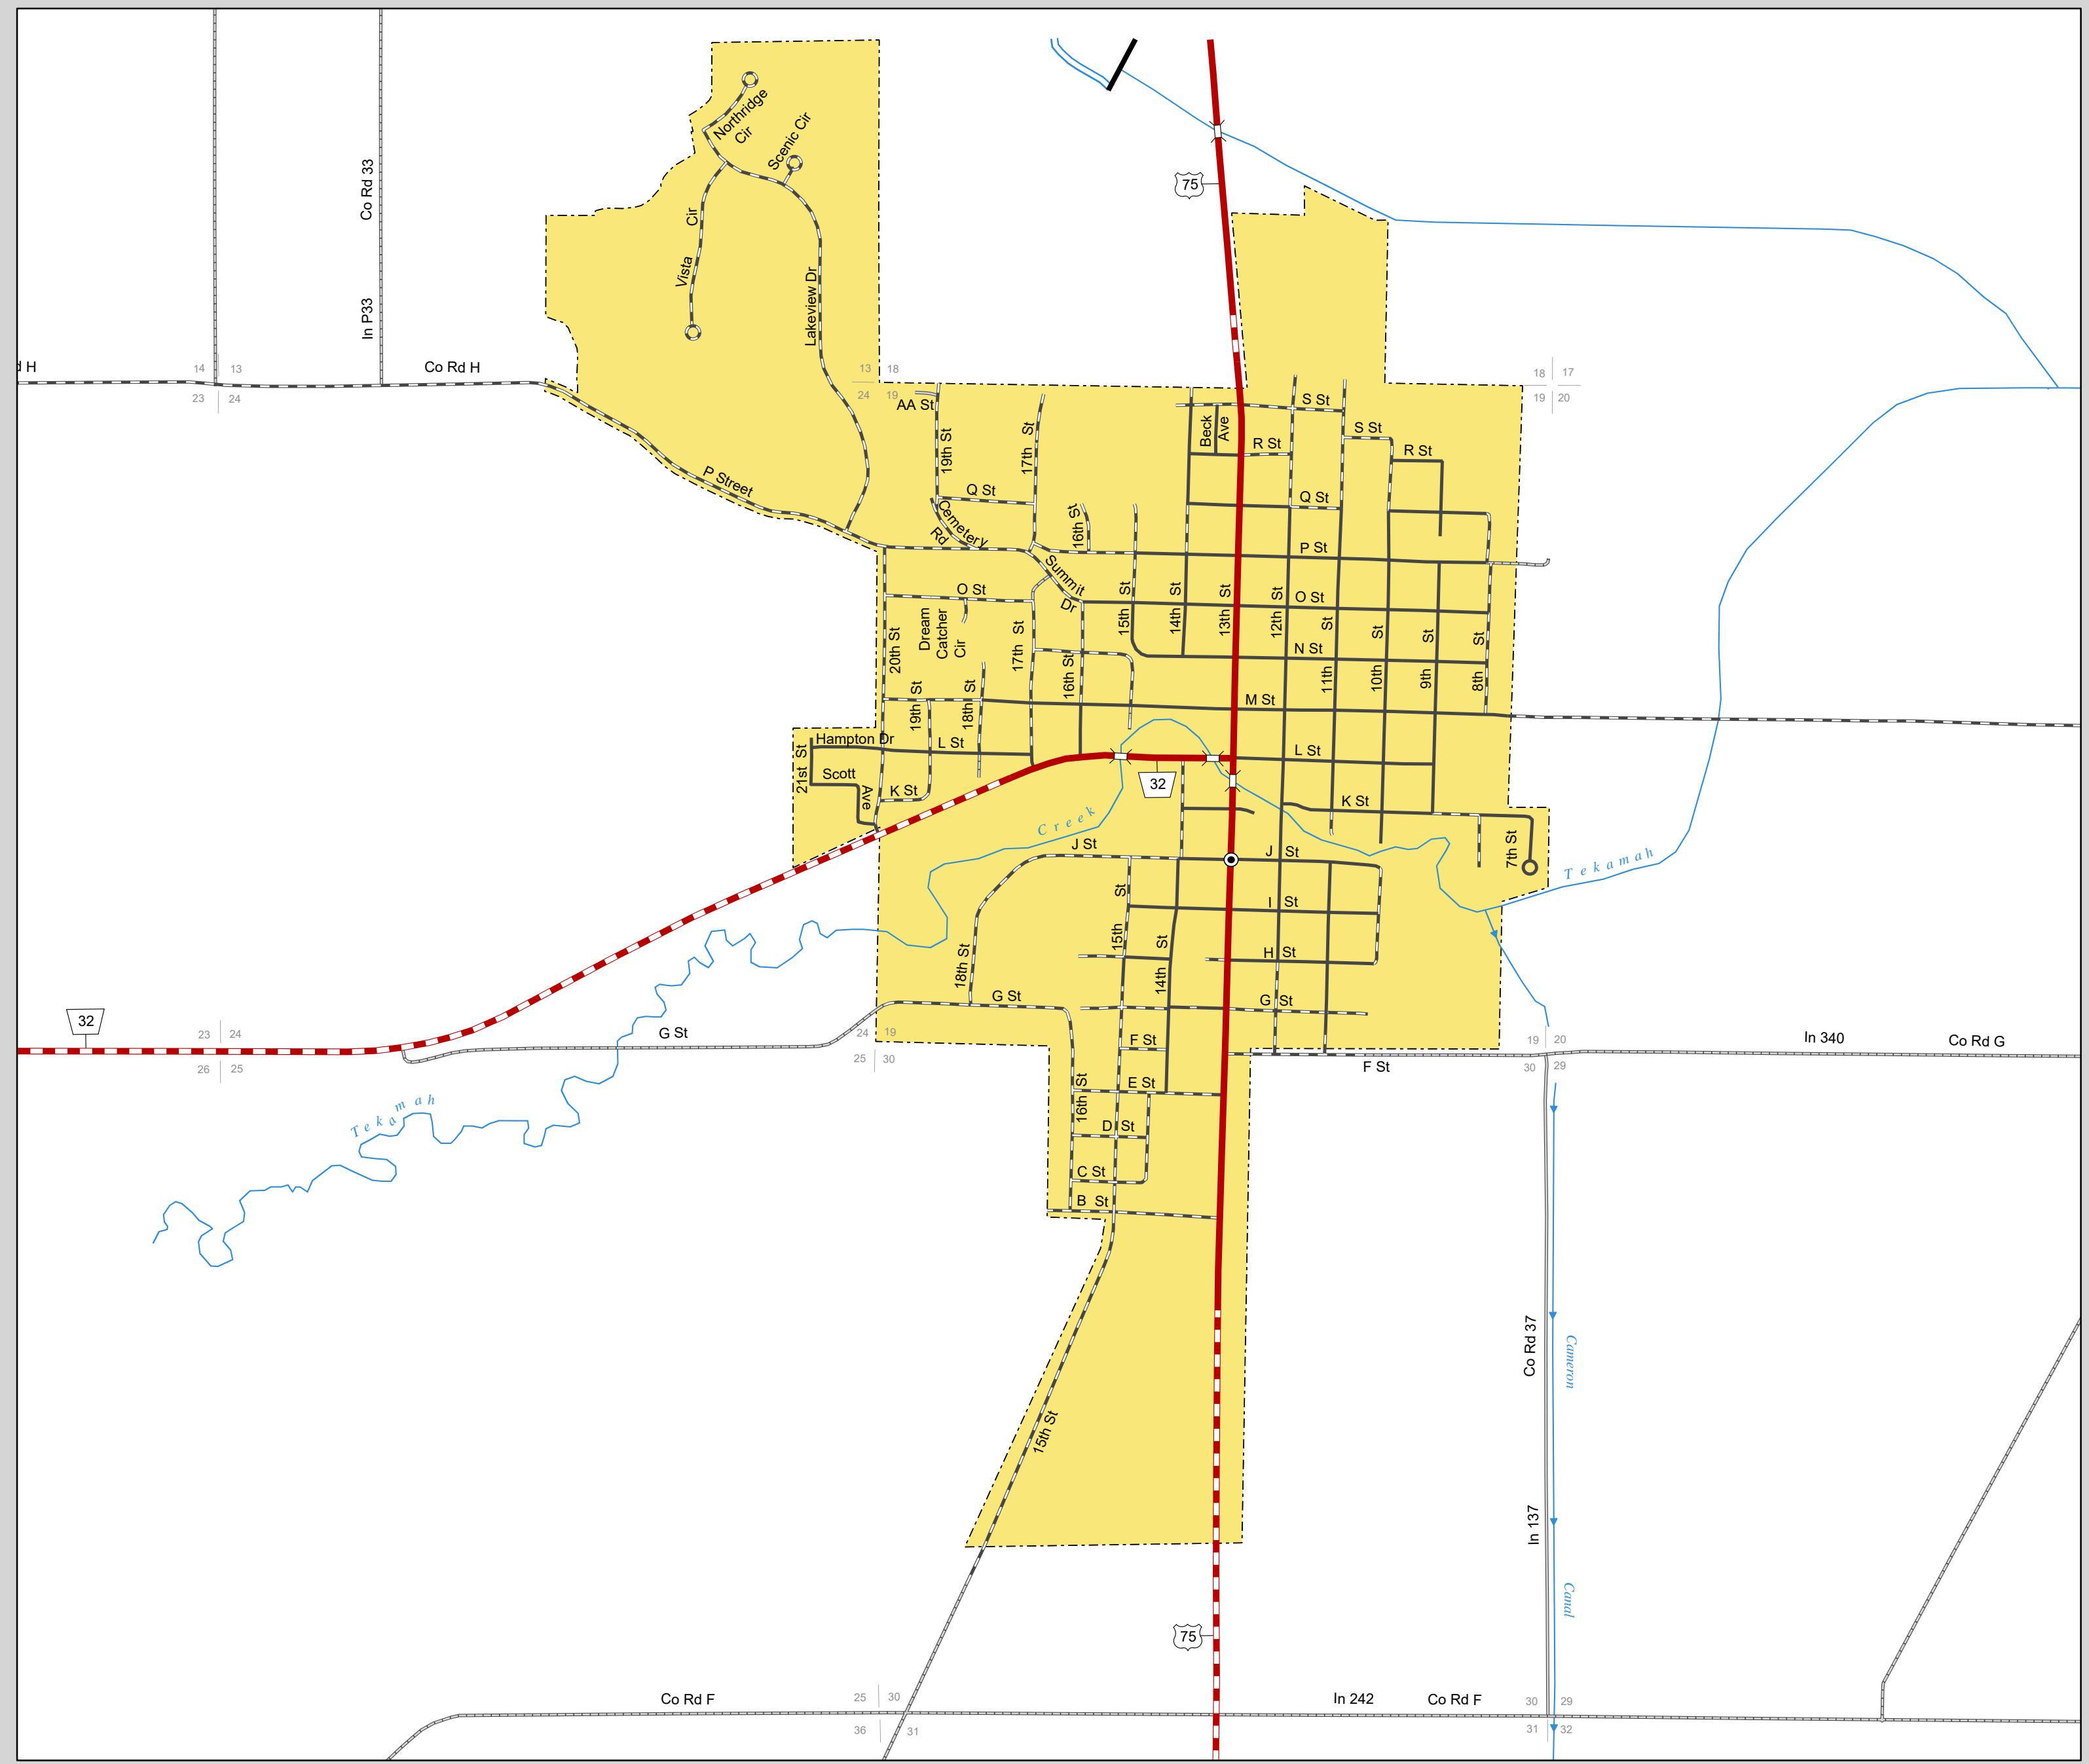 Northridge
Cir
Scenic Cir
Co Rd 33
75
Cir
Vista
Lakeview Dr
In P33
d H
14
13
Co Rd H
13
18
18
17
23
24
24
19
19
20
AA St
S St
Beck
Ave
S St
19th St
17th St
R St
R St
P Street
Q St
Q St
Cemetery
Rd
16th St
P St
Summit
Dr
O St
O St
Dream
Catcher
Cir
20th St
17th St
15th St
14th St
13th St
12th St
11th St
10th St
9th St
8th St
N St
16th St
19th St
18th St
M St
Hampton Dr
L St
L St
21st St
Scott
Ave
K St
32
K St
Creek
J St
J St
7th St
Tekamah
15th St
I St
14th St
H St
18th St
G St
G St
32
23
24
G St
24
19
F St
19
20
In 340
Co Rd G
26
25
25
30
F St
30
29
16th St
E St
Tekamah
D St
C St
B St
Co Rd 37
Cameron
15th St
In 137
Canal
75
Co Rd F
25
30
In 242
Co Rd F
30
29
36
31
31
32